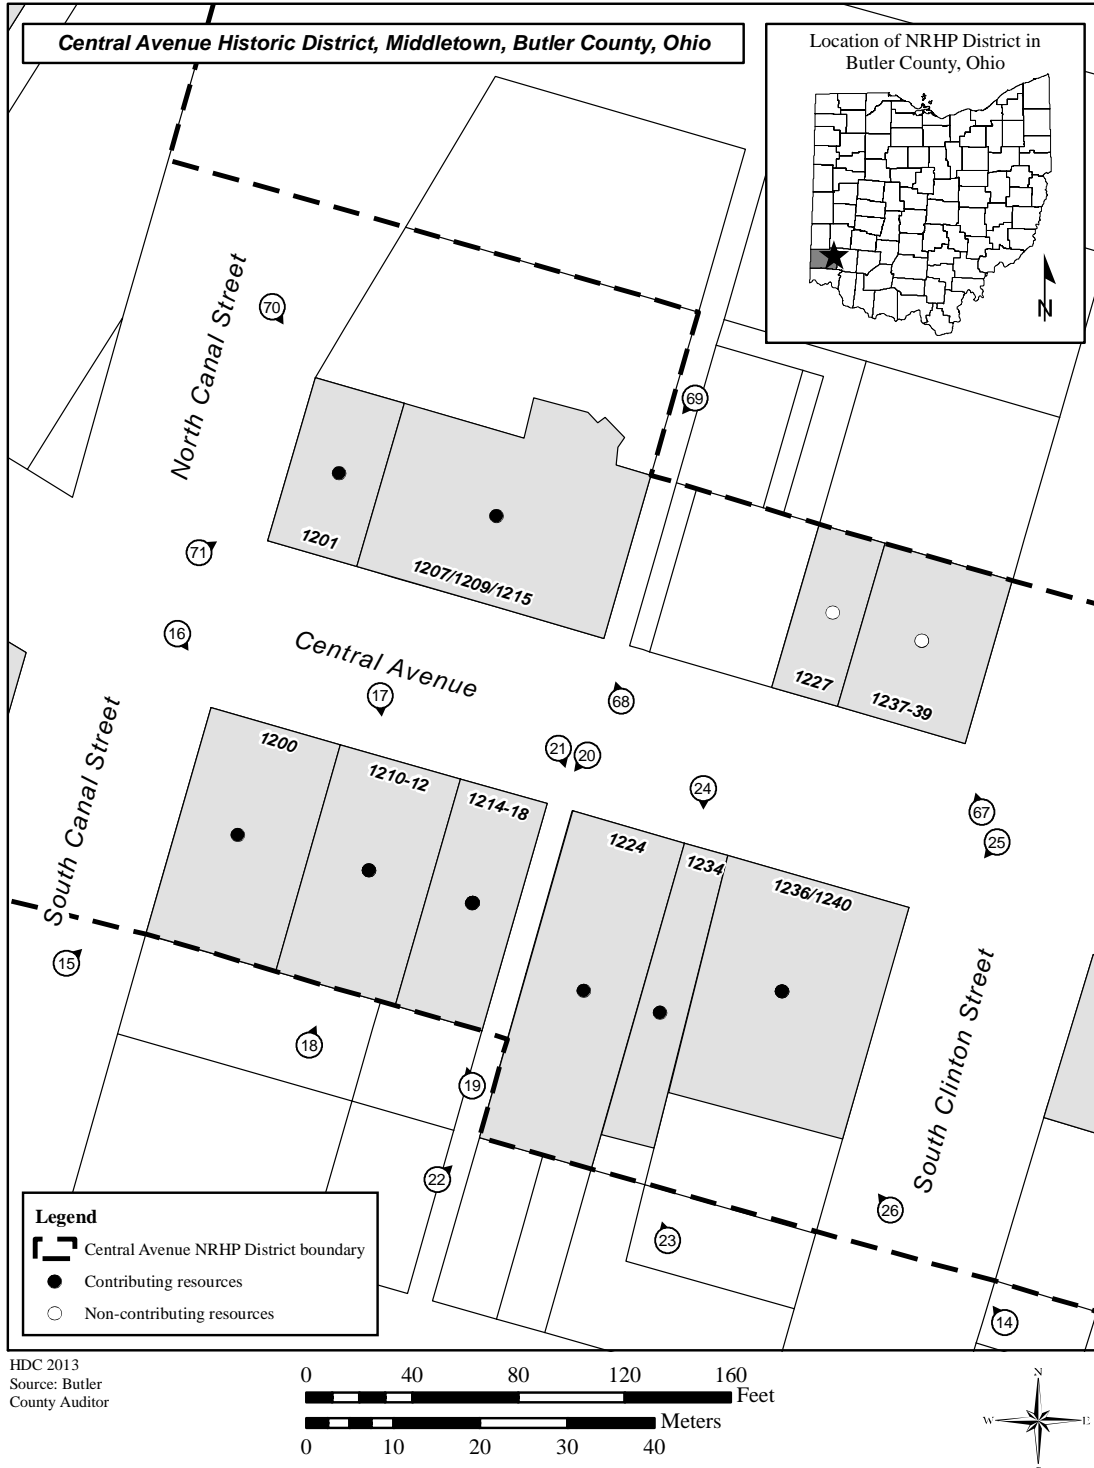 Central Avenue Historic District, Middletown, Butler County, Ohio
Location of NRHP District in
Butler County, Ohio
N
North Canal Street
70
69
1201
1207/1209/1215
71
16
Central Avenue
17
68
1227
1237-39
South Canal Street
1200
1210-12
1214-18
21
20
24
67
25
1224
1234
1236/1240
15
18
19
22
23
26
14
South Clinton Street
Legend
Central Avenue NRHP District boundary
Contributing resources
Non-contributing resources
HDC 2013
Source: Butler
County Auditor
0 40 80 120 160
Feet
Meters
0 10 20 30 40
N
W E